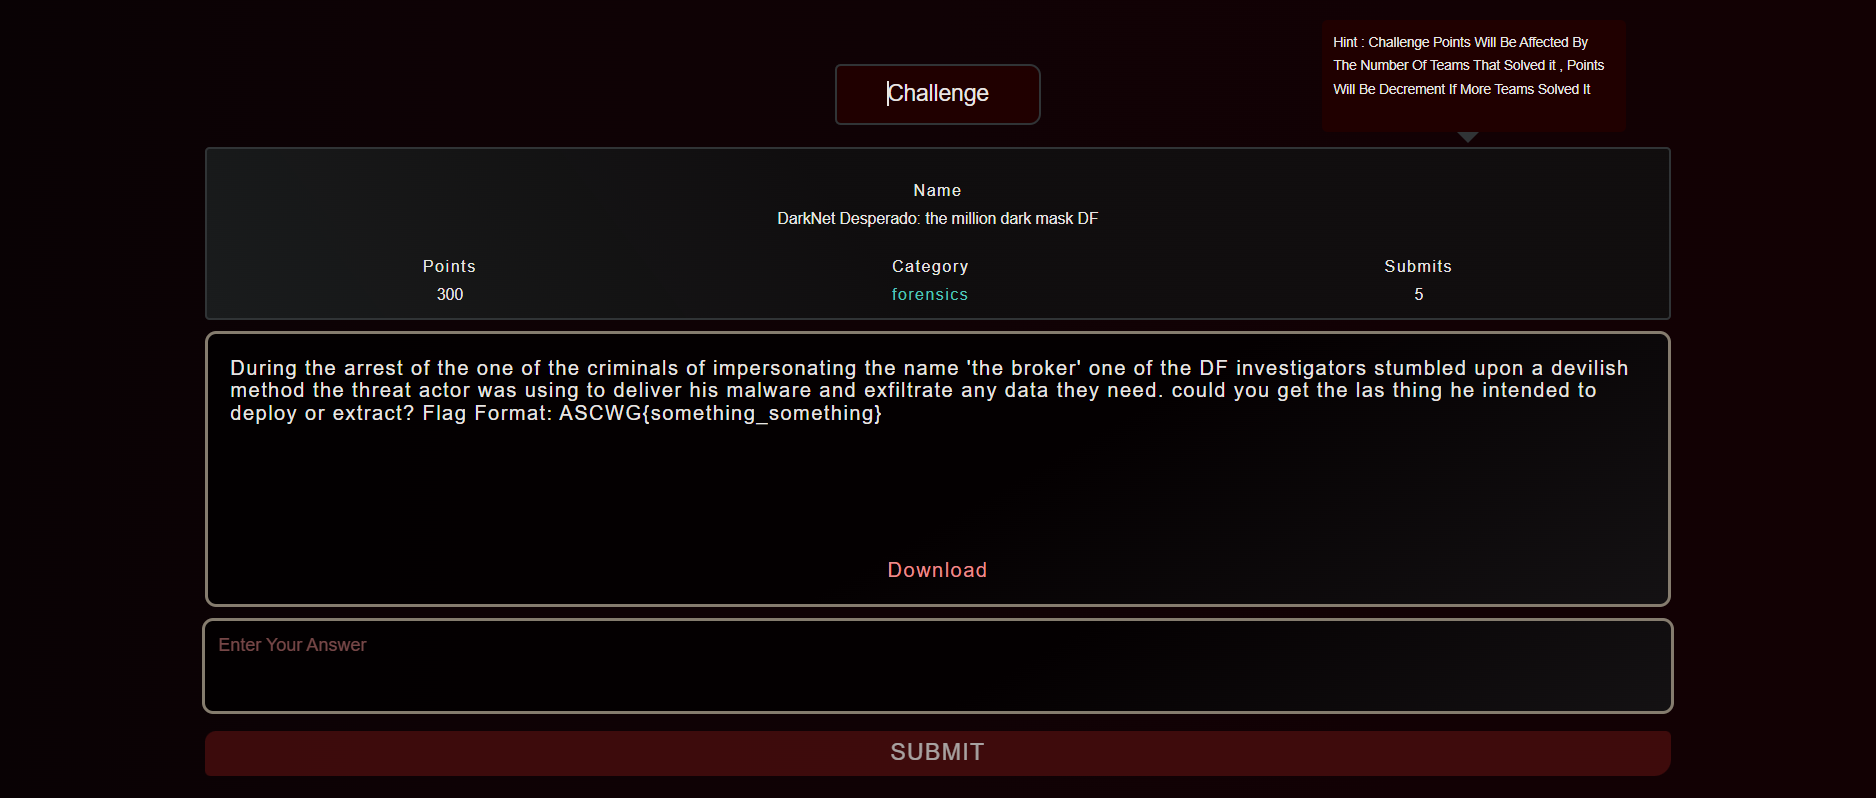 Hint : Challenge Points Will Be Affected By
The Number Of Teams That Solved it , Points
Will Be Decrement If More Teams Solved It
Challenge
Name
DarkNet Desperado: the million dark mask DF
Points
300
Category
forensics
Submits
5
During the arrest of the one of the criminals of impersonating the name 'the broker' one of the DF investigators stumbled upon a devilish
method the threat actor was using to deliver his malware and exfiltrate any data they need. could you get the las thing he intended to
deploy or extract? Flag Format: ASCWG{something_something}
Download
Enter Your Answer
SUBMIT